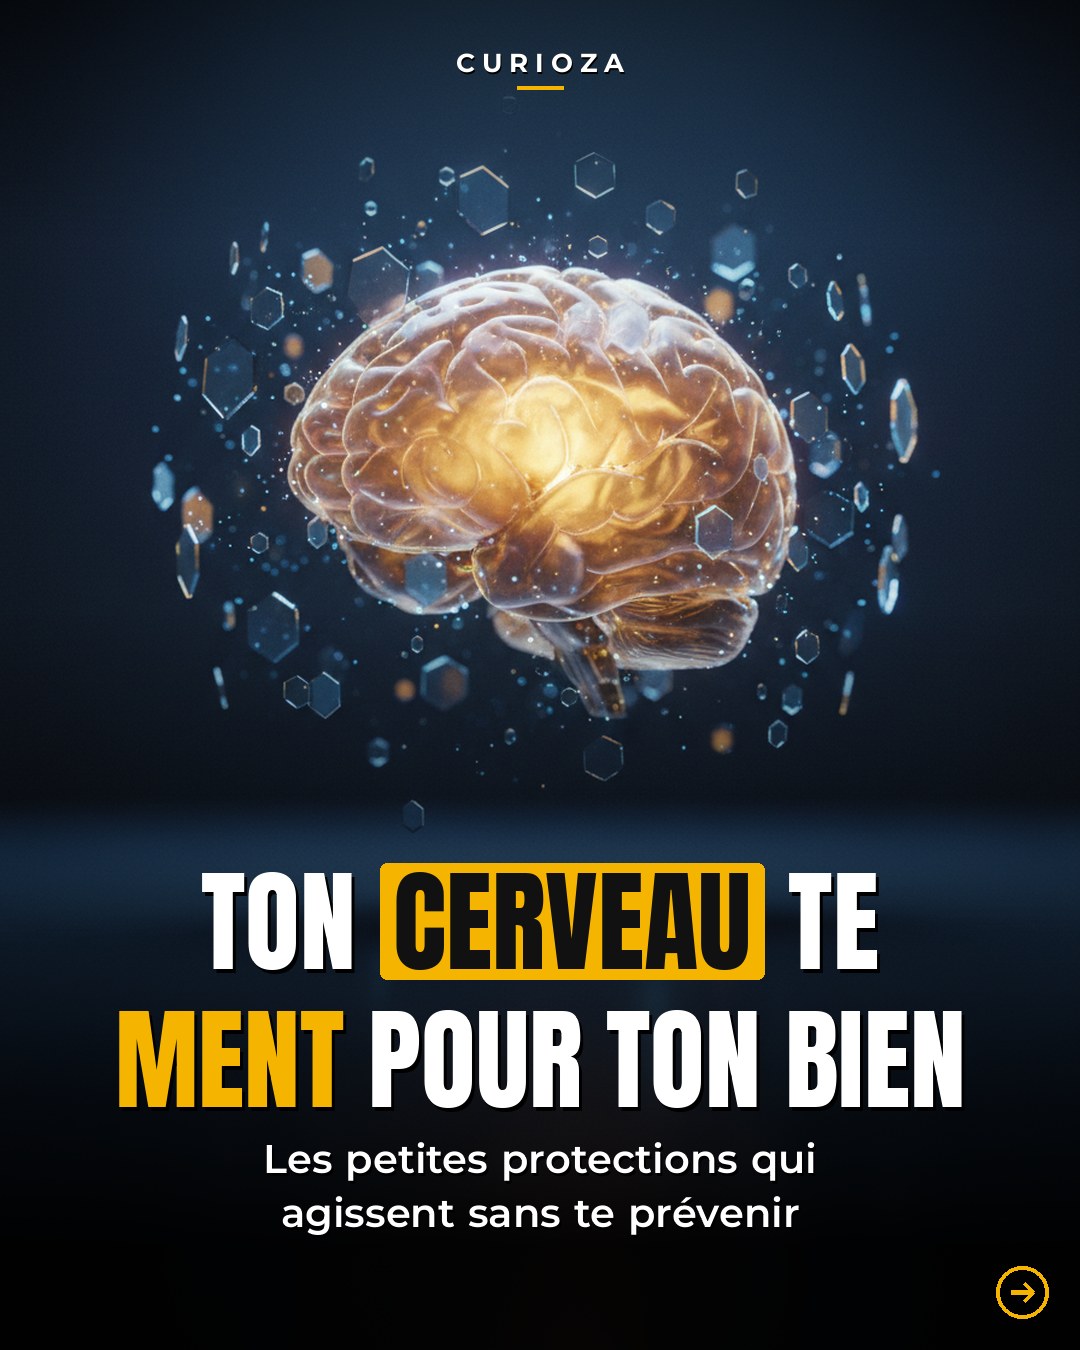 CURIOZA
TON CERVEAU TE
MENT POUR TON BIEN
Les petites protections qui
agissent sans te prévenir